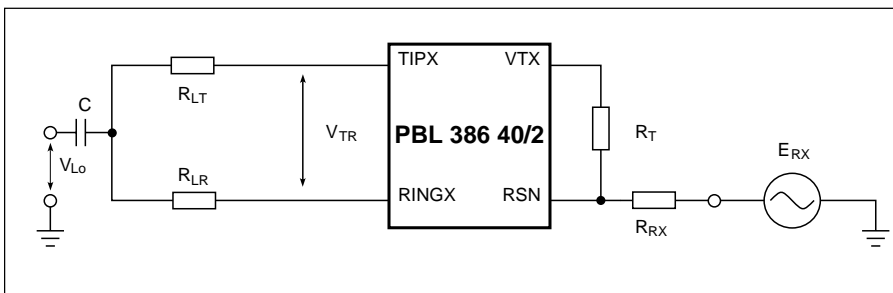 TIPX VTX
R_LT
C
V_TR PBL 386 40/2 R_T
E_RX
V_Lo
R_LR RINGX RSN
R_RX